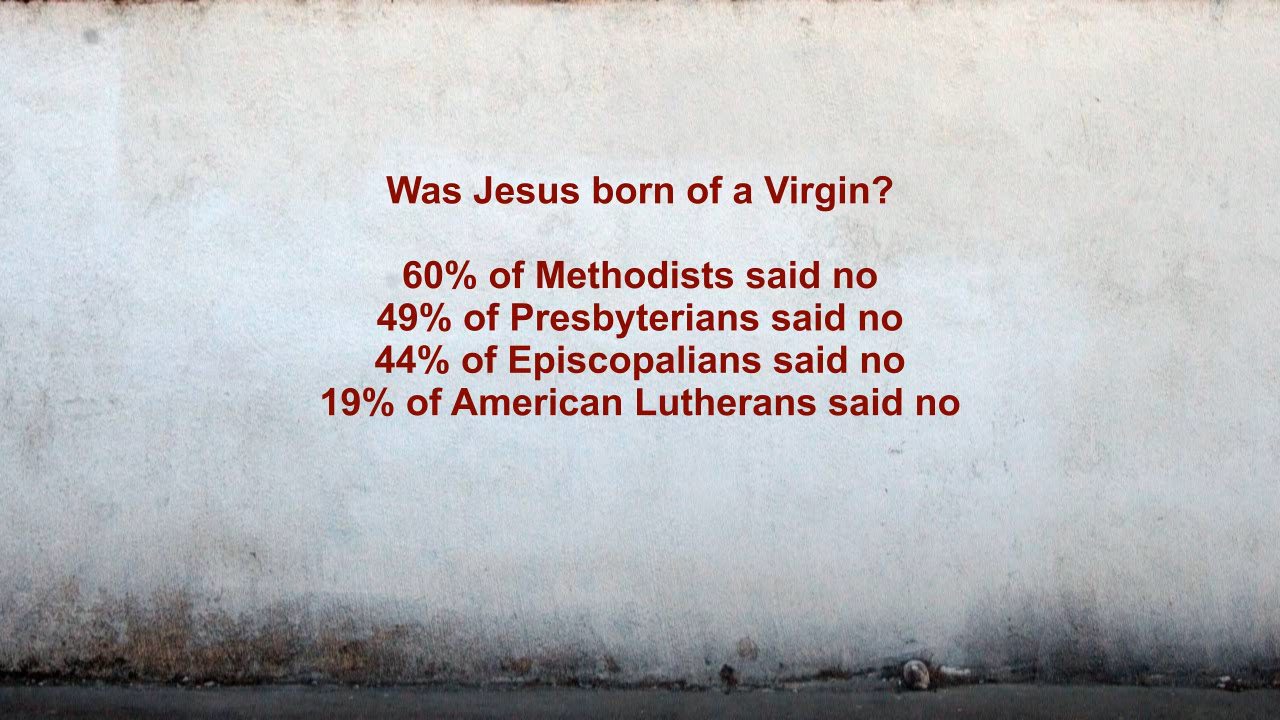 Was Jesus born of a Virgin?
60% of Methodists said no
49% of Presbyterians said no
44% of Episcopalians said no
19% of American Lutherans said no